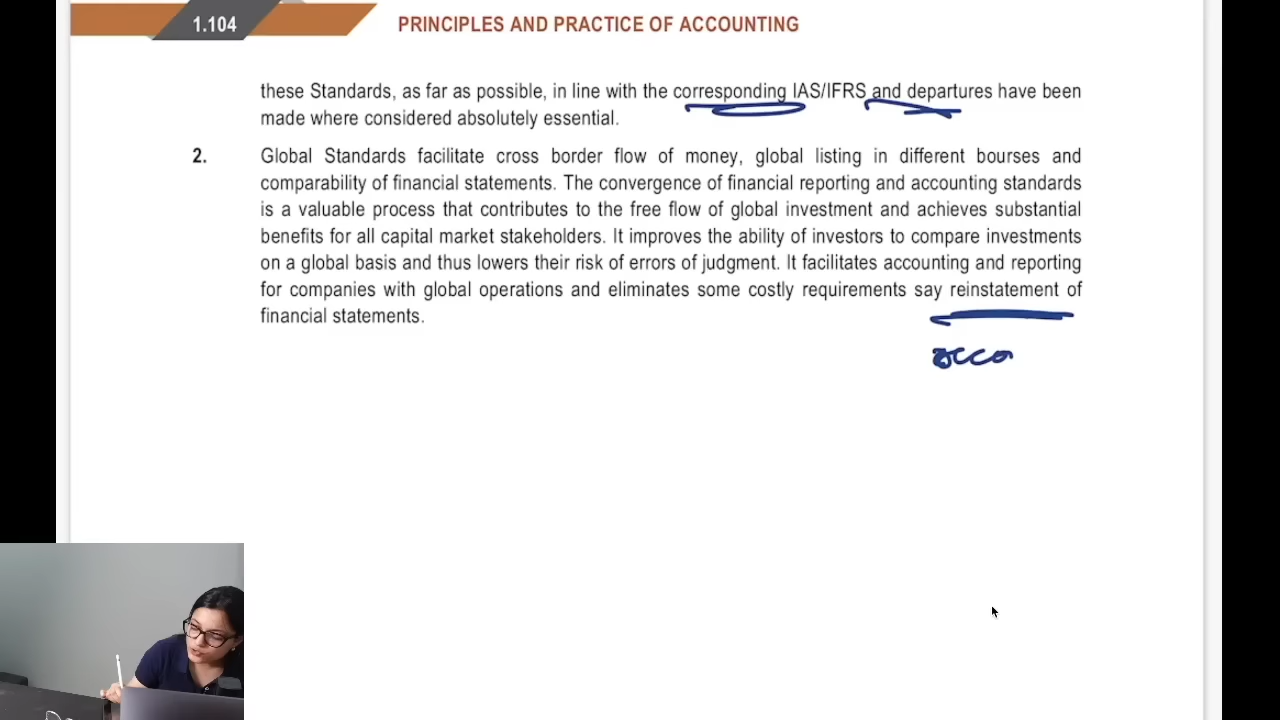 1.104 PRINCIPLES AND PRACTICE OF ACCOUNTING
these Standards, as far as possible, in line with the corresponding IAS/IFRS and departures have been
made where considered absolutely essential.
2. Global Standards facilitate cross border flow of money, global listing in different bourses and
comparability of financial statements. The convergence of financial reporting and accounting standards
is a valuable process that contributes to the free flow of global investment and achieves substantial
benefits for all capital market stakeholders. It improves the ability of investors to compare investments
on a global basis and thus lowers their risk of errors of judgment. It facilitates accounting and reporting
for companies with global operations and eliminates some costly requirements say reinstatement of
financial statements.